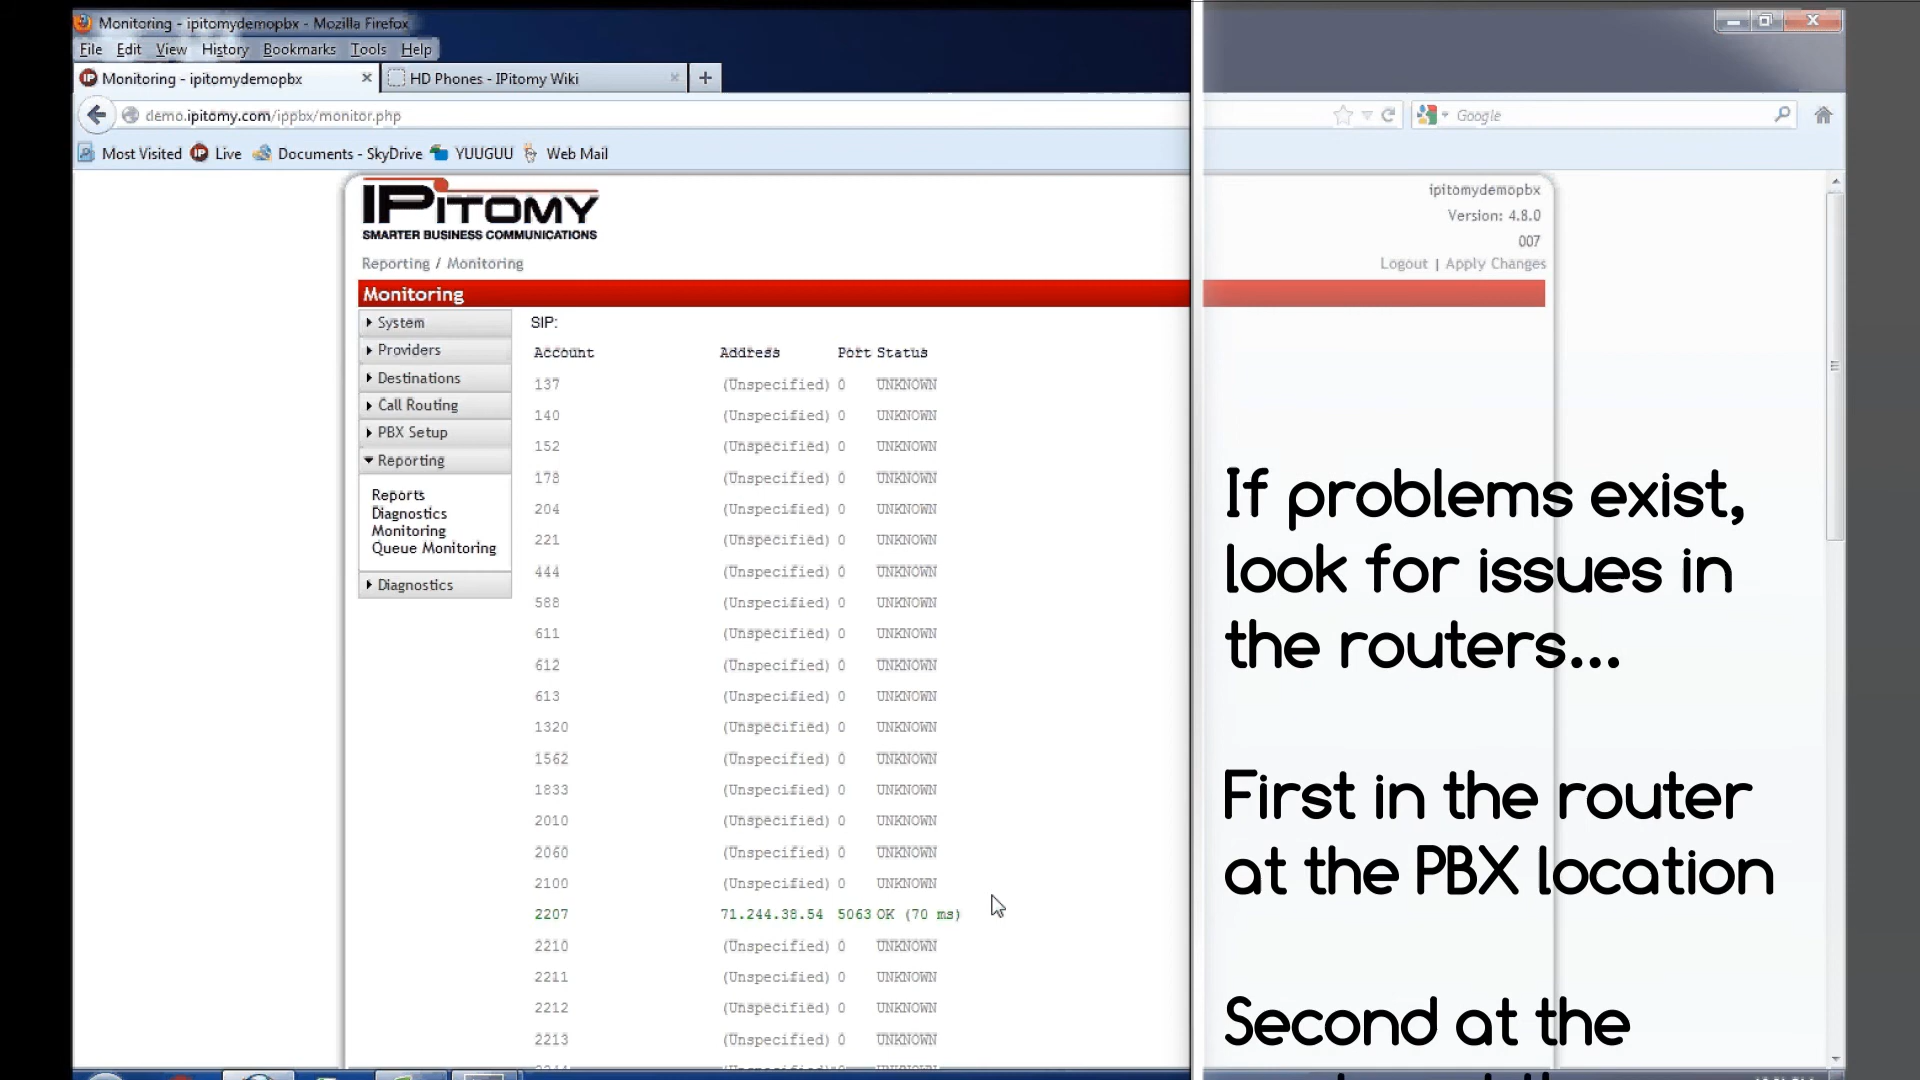 Monitoring - ipitomydemopbx - Mozilla Firefox
File Edit View History Bookmarks Tools Help
Monitoring - ipitomydemopbx
HD Phones - IPitomy Wiki
demo.ipitomy.com/ippbx/monitor.php
Google
Most Visited IP Live Documents - SkyDrive YUUGUU Web Mail
IPITOMY
SMARTER BUSINESS COMMUNICATIONS
ipitomydemopbx
Version: 4.8.0
007
Reporting / Monitoring
Logout | Apply Changes
Monitoring
System
Providers
Destinations
Call Routing
PBX Setup
Reporting
Reports
Diagnostics
Monitoring
Queue Monitoring
Diagnostics
SIP:
Account Address Port Status
137 (Unspecified) 0 UNKNOWN
140 (Unspecified) 0 UNKNOWN
152 (Unspecified) 0 UNKNOWN
178 (Unspecified) 0 UNKNOWN
204 (Unspecified) 0 UNKNOWN
221 (Unspecified) 0 UNKNOWN
444 (Unspecified) 0 UNKNOWN
588 (Unspecified) 0 UNKNOWN
611 (Unspecified) 0 UNKNOWN
612 (Unspecified) 0 UNKNOWN
613 (Unspecified) 0 UNKNOWN
1320 (Unspecified) 0 UNKNOWN
1562 (Unspecified) 0 UNKNOWN
1833 (Unspecified) 0 UNKNOWN
2010 (Unspecified) 0 UNKNOWN
2060 (Unspecified) 0 UNKNOWN
2100 (Unspecified) 0 UNKNOWN
2207 71.244.38.54 5063 OK (70 ms)
2210 (Unspecified) 0 UNKNOWN
2211 (Unspecified) 0 UNKNOWN
2212 (Unspecified) 0 UNKNOWN
2213 (Unspecified) 0 UNKNOWN
If problems exist,
look for issues in
the routers...
First in the router
at the PBX location
Second at the